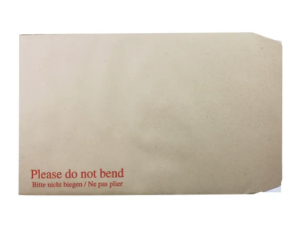 Please do not bend
Bitte nicht biegen / Ne pas plier